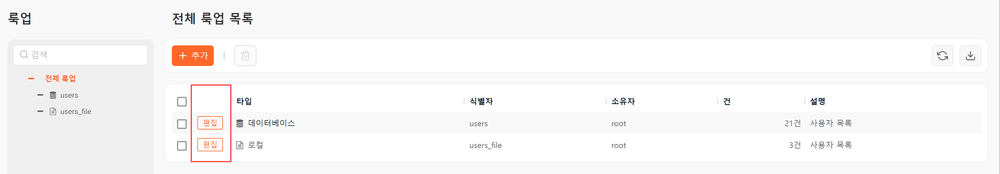 룩업
전체 룩업 목록
검색
추가
전체 룩업
users
users_file
타입 식별자 소유자 건 설명
편집 데이터베이스 users root 21건 사용자 목록
편집 로컬 users_file root 3건 사용자 목록